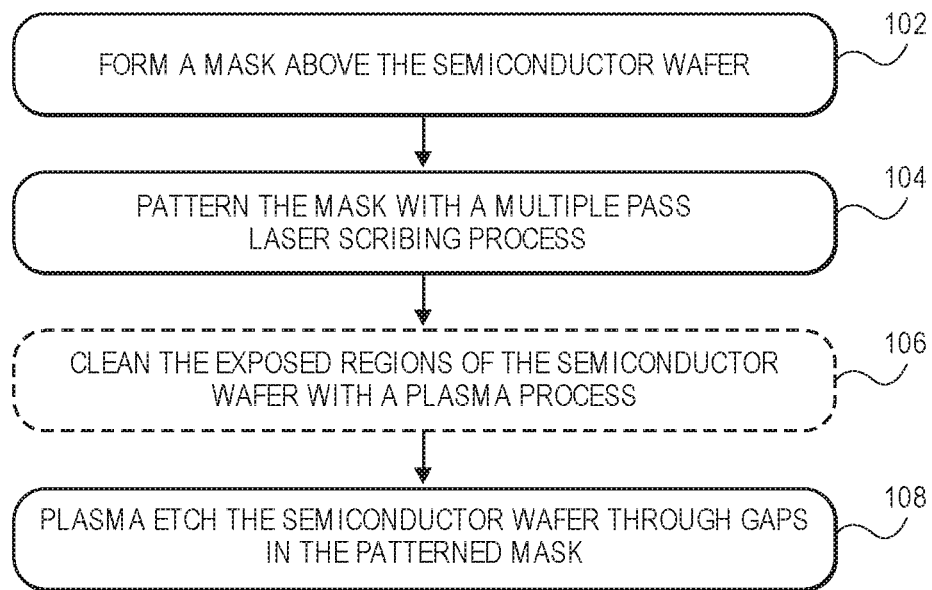 102
FORM A MASK ABOVE THE SEMICONDUCTOR WAFER
104
PATTERN THE MASK WITH A MULTIPLE PASS
LASER SCRIBING PROCESS
106
CLEAN THE EXPOSED REGIONS OF THE SEMICONDUCTOR
WAFER WITH A PLASMA PROCESS
108
PLASMA ETCH THE SEMICONDUCTOR WAFER THROUGH GAPS
IN THE PATTERNED MASK